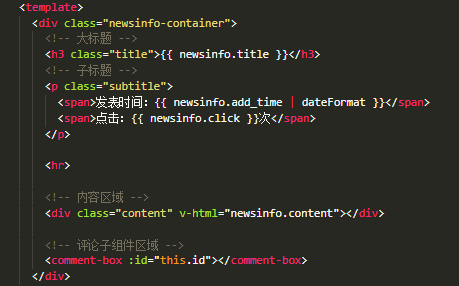 <template>
<div class="newsinfo-container">
<!-- 大标题 -->
<h3 class="title">{{ newsinfo.title }}</h3>
<!-- 子标题 -->
<p class="subtitle">
<span>发表时间: {{ newsinfo.add_time | dateFormat }}</span>
<span>点击: {{ newsinfo.click }}次</span>
</p>
<hr>
<!-- 内容区域 -->
<div class="content" v-html="newsinfo.content"></div>
<!-- 评论子组件区域 -->
<comment-box :id="this.id"></comment-box>
</div>